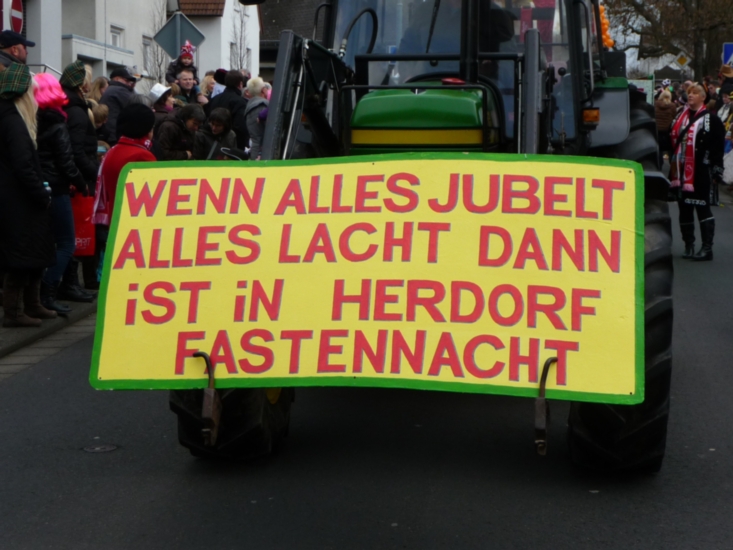 WENN ALLES JUBELT
ALLES LACHT DANN
iST iN HERDORF
FASTENNACHT